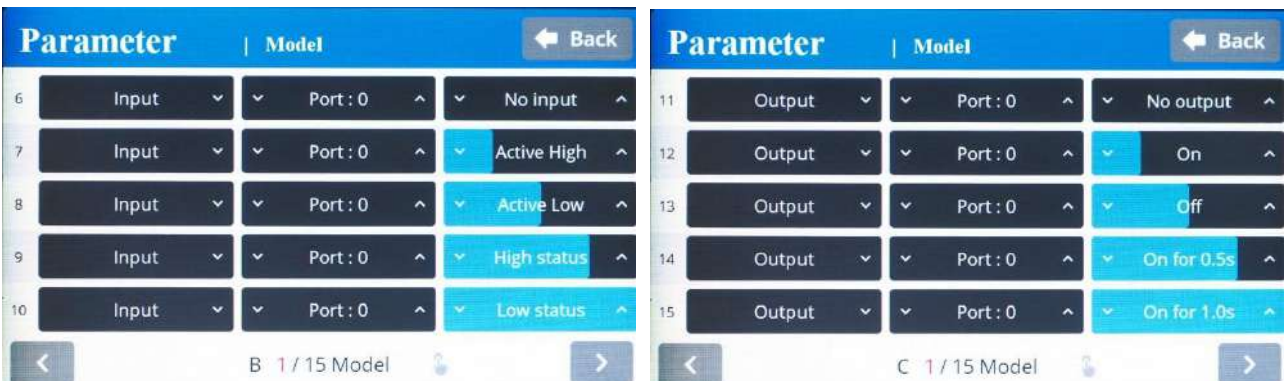 Parameter | Model Back
6 Input Port : 0 No input
7 Input Port : 0 Active High
8 Input Port : 0 Active Low
9 Input Port : 0 High status
10 Input Port : 0 Low status
B 1 / 15 Model
Parameter | Model Back
11 Output Port : 0 No output
12 Output Port : 0 On
13 Output Port : 0 Off
14 Output Port : 0 On for 0.5s
15 Output Port : 0 On for 1.0s
C 1 / 15 Model